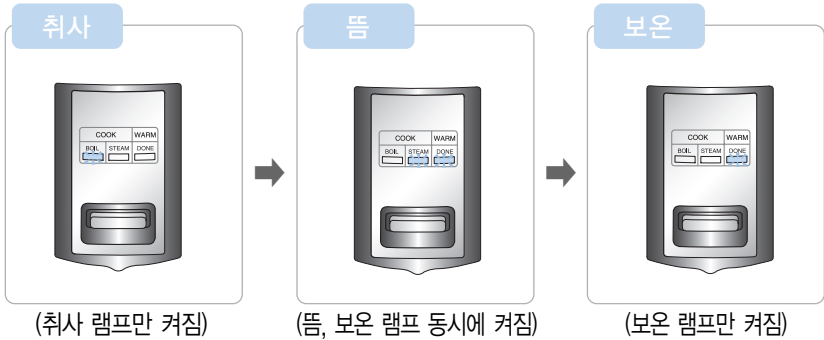 취사
COOK WARM
BOIL STEAM DONE
(취사 램프만 켜짐)
뜸
COOK WARM
BOIL STEAM DONE
(뜸, 보온 램프 동시에 켜짐)
보온
COOK WARM
BOIL STEAM DONE
(보온 램프만 켜짐)